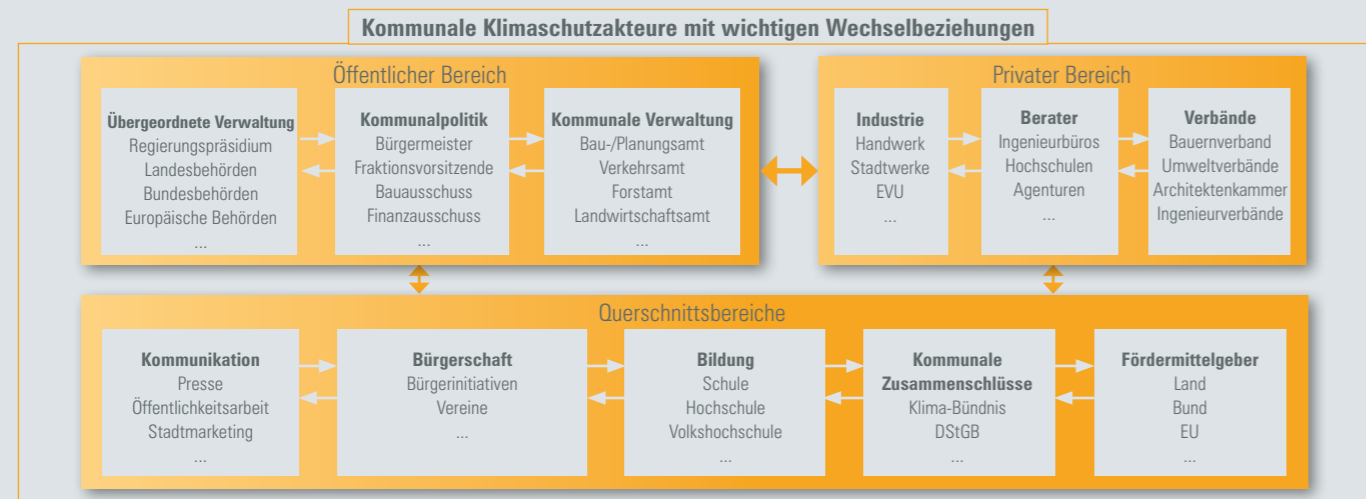 Kommunale Klimaschutzakteure mit wichtigen Wechselbeziehungen
Öffentlicher Bereich
Übergeordnete Verwaltung
Regierungspräsidium
Landesbehörden
Bundesbehörden
Europäische Behörden
...
Kommunalpolitik
Bürgermeister
Fraktionsvorsitzende
Bauausschuss
Finanzausschuss
...
Kommunale Verwaltung
Bau-/Planungsamt
Verkehrsamt
Forstamt
Landwirtschaftsamt
...
Privater Bereich
Industrie
Handwerk
Stadtwerke
EVU
...
Berater
Ingenieurbüros
Hochschulen
Agenturen
...
Verbände
Bauernverband
Umweltverbände
Architektenkammer
Ingenieurverbände
Querschnittsbereiche
Kommunikation
Presse
Öffentlichkeitsarbeit
Stadtmarketing
...
Bürgerschaft
Bürgerinitiativen
Vereine
...
Bildung
Schule
Hochschule
Volkshochschule
...
Kommunale
Zusammenschlüsse
Klima-Bündnis
DStGB
...
Fördermittelgeber
Land
Bund
EU
...